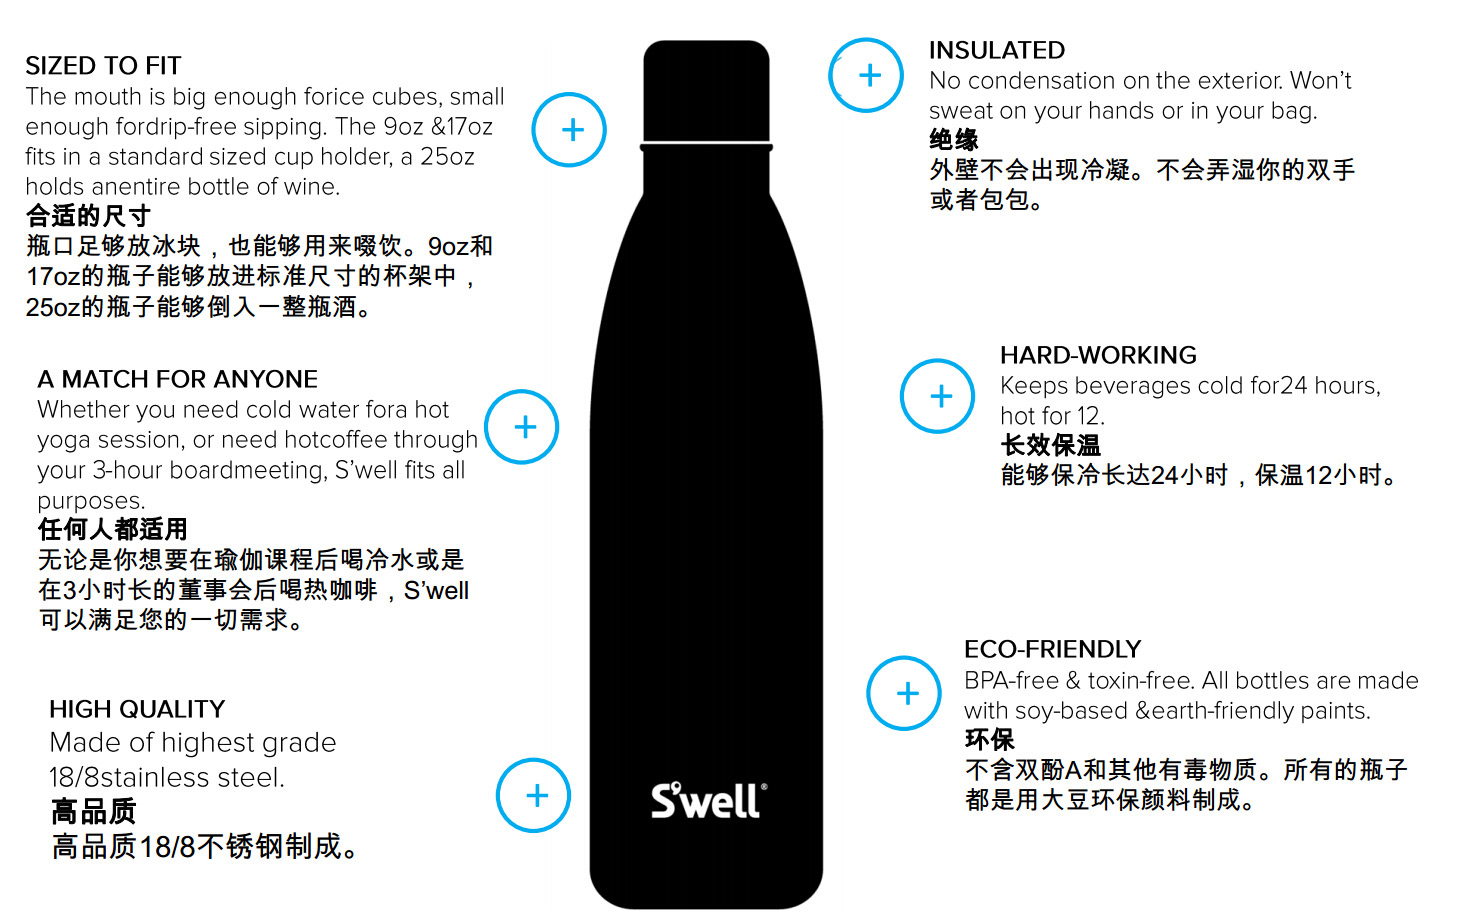 SIZED TO FIT
The mouth is big enough forice cubes, small
enough fordrip-free sipping. The 9oz &17oz
fits in a standard sized cup holder, a 25oz
holds anentire bottle of wine.
合适的尺寸
瓶口足够放冰块，也能够用来啜饮。9oz和
17oz的瓶子能够放进标准尺寸的杯架中，
25oz的瓶子能够倒入一整瓶酒。
A MATCH FOR ANYONE
Whether you need cold water fora hot
yoga session, or need hotcoffee through
your 3-hour boardmeeting, S’well fits all
purposes.
任何人都适用
无论是你想要在瑜伽课程后喝冷水或是
在3小时长的董事会后喝热咖啡，S’well
可以满足您的一切需求。
HIGH QUALITY
Made of highest grade
18/8stainless steel.
高品质
高品质18/8不锈钢制成。
S’well®
INSULATED
No condensation on the exterior. Won’t
sweat on your hands or in your bag.
绝缘
外壁不会出现冷凝。不会弄湿你的双手
或者包包。
HARD-WORKING
Keeps beverages cold for24 hours,
hot for 12.
长效保温
能够保冷长达24小时，保温12小时。
ECO-FRIENDLY
BPA-free & toxin-free. All bottles are made
with soy-based &earth-friendly paints.
环保
不含双酚A和其他有毒物质。所有的瓶子
都是用大豆环保颜料制成。